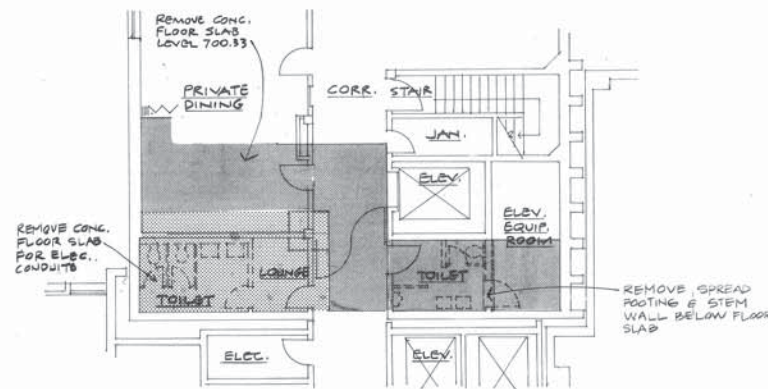 REMOVE CONC.
FLOOR SLAB
LEVEL 700.33
PRIVATE
DINING
CORR.
STAIR
JAN.
ELEV.
ELEV.
EQUIP.
ROOM
REMOVE CONC.
FLOOR SLAB
FOR ELEC.
CONDUITS
LOUNGE
TOILET
TOILET
REMOVE SPREAD
FOOTING & STEM
WALL BELOW FLOOR
SLAB
ELEC.
ELEV.